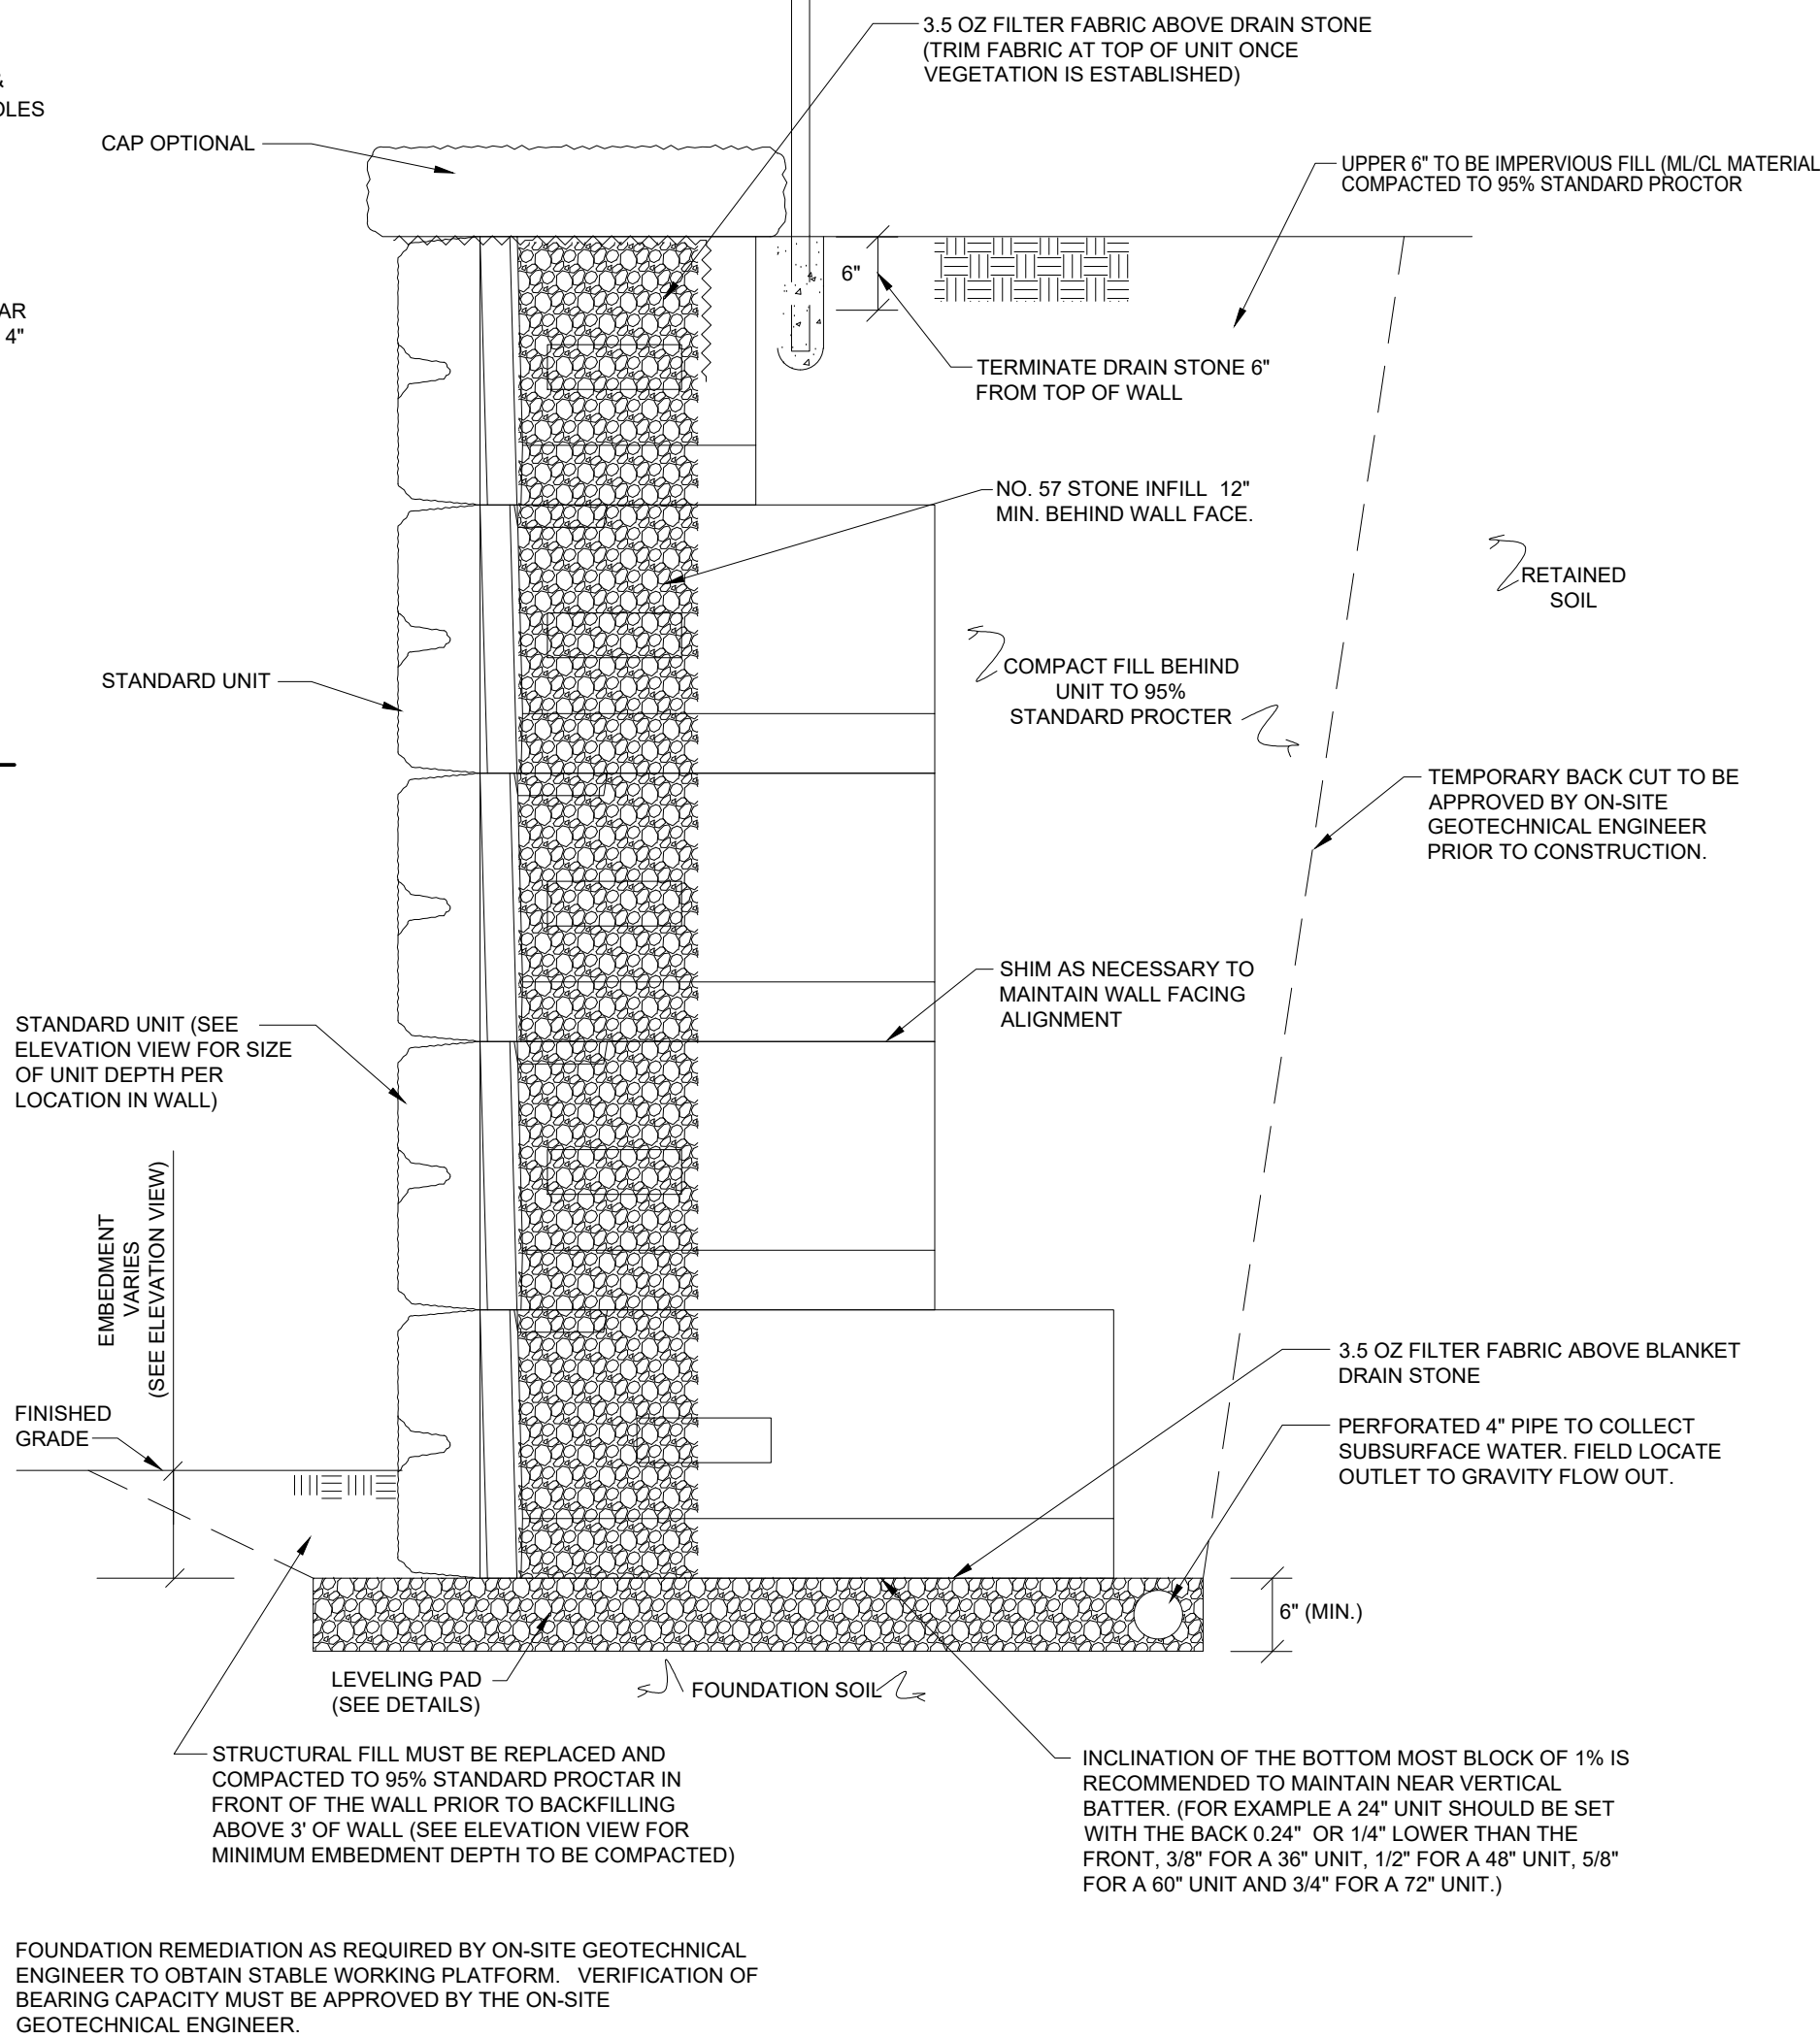 3.5 OZ FILTER FABRIC ABOVE DRAIN STONE
(TRIM FABRIC AT TOP OF UNIT ONCE
VEGETATION IS ESTABLISHED)
&
CAP OPTIONAL
UPPER 6" TO BE IMPERVIOUS FILL (ML/CL MATERIAL
COMPACTED TO 95% STANDARD PROCTOR
6"
4"
TERMINATE DRAIN STONE 6"
FROM TOP OF WALL
NO. 57 STONE INFILL 12"
MIN. BEHIND WALL FACE.
RETAINED
SOIL
STANDARD UNIT
COMPACT FILL BEHIND
UNIT TO 95%
STANDARD PROCTER
TEMPORARY BACK CUT TO BE
APPROVED BY ON-SITE
GEOTECHNICAL ENGINEER
PRIOR TO CONSTRUCTION.
SHIM AS NECESSARY TO
MAINTAIN WALL FACING
ALIGNMENT
STANDARD UNIT (SEE
ELEVATION VIEW FOR SIZE
OF UNIT DEPTH PER
LOCATION IN WALL)
EMBEDMENT
VARIES
(SEE ELEVATION VIEW)
3.5 OZ FILTER FABRIC ABOVE BLANKET
DRAIN STONE
FINISHED
GRADE
PERFORATED 4" PIPE TO COLLECT
SUBSURFACE WATER. FIELD LOCATE
OUTLET TO GRAVITY FLOW OUT.
6" (MIN.)
LEVELING PAD
(SEE DETAILS)
FOUNDATION SOIL
STRUCTURAL FILL MUST BE REPLACED AND
COMPACTED TO 95% STANDARD PROCTAR IN
FRONT OF THE WALL PRIOR TO BACKFILLING
ABOVE 3' OF WALL (SEE ELEVATION VIEW FOR
MINIMUM EMBEDMENT DEPTH TO BE COMPACTED)
INCLINATION OF THE BOTTOM MOST BLOCK OF 1% IS
RECOMMENDED TO MAINTAIN NEAR VERTICAL
BATTER. (FOR EXAMPLE A 24" UNIT SHOULD BE SET
WITH THE BACK 0.24" OR 1/4" LOWER THAN THE
FRONT, 3/8" FOR A 36" UNIT, 1/2" FOR A 48" UNIT, 5/8"
FOR A 60" UNIT AND 3/4" FOR A 72" UNIT.)
FOUNDATION REMEDIATION AS REQUIRED BY ON-SITE GEOTECHNICAL
ENGINEER TO OBTAIN STABLE WORKING PLATFORM. VERIFICATION OF
BEARING CAPACITY MUST BE APPROVED BY THE ON-SITE
GEOTECHNICAL ENGINEER.